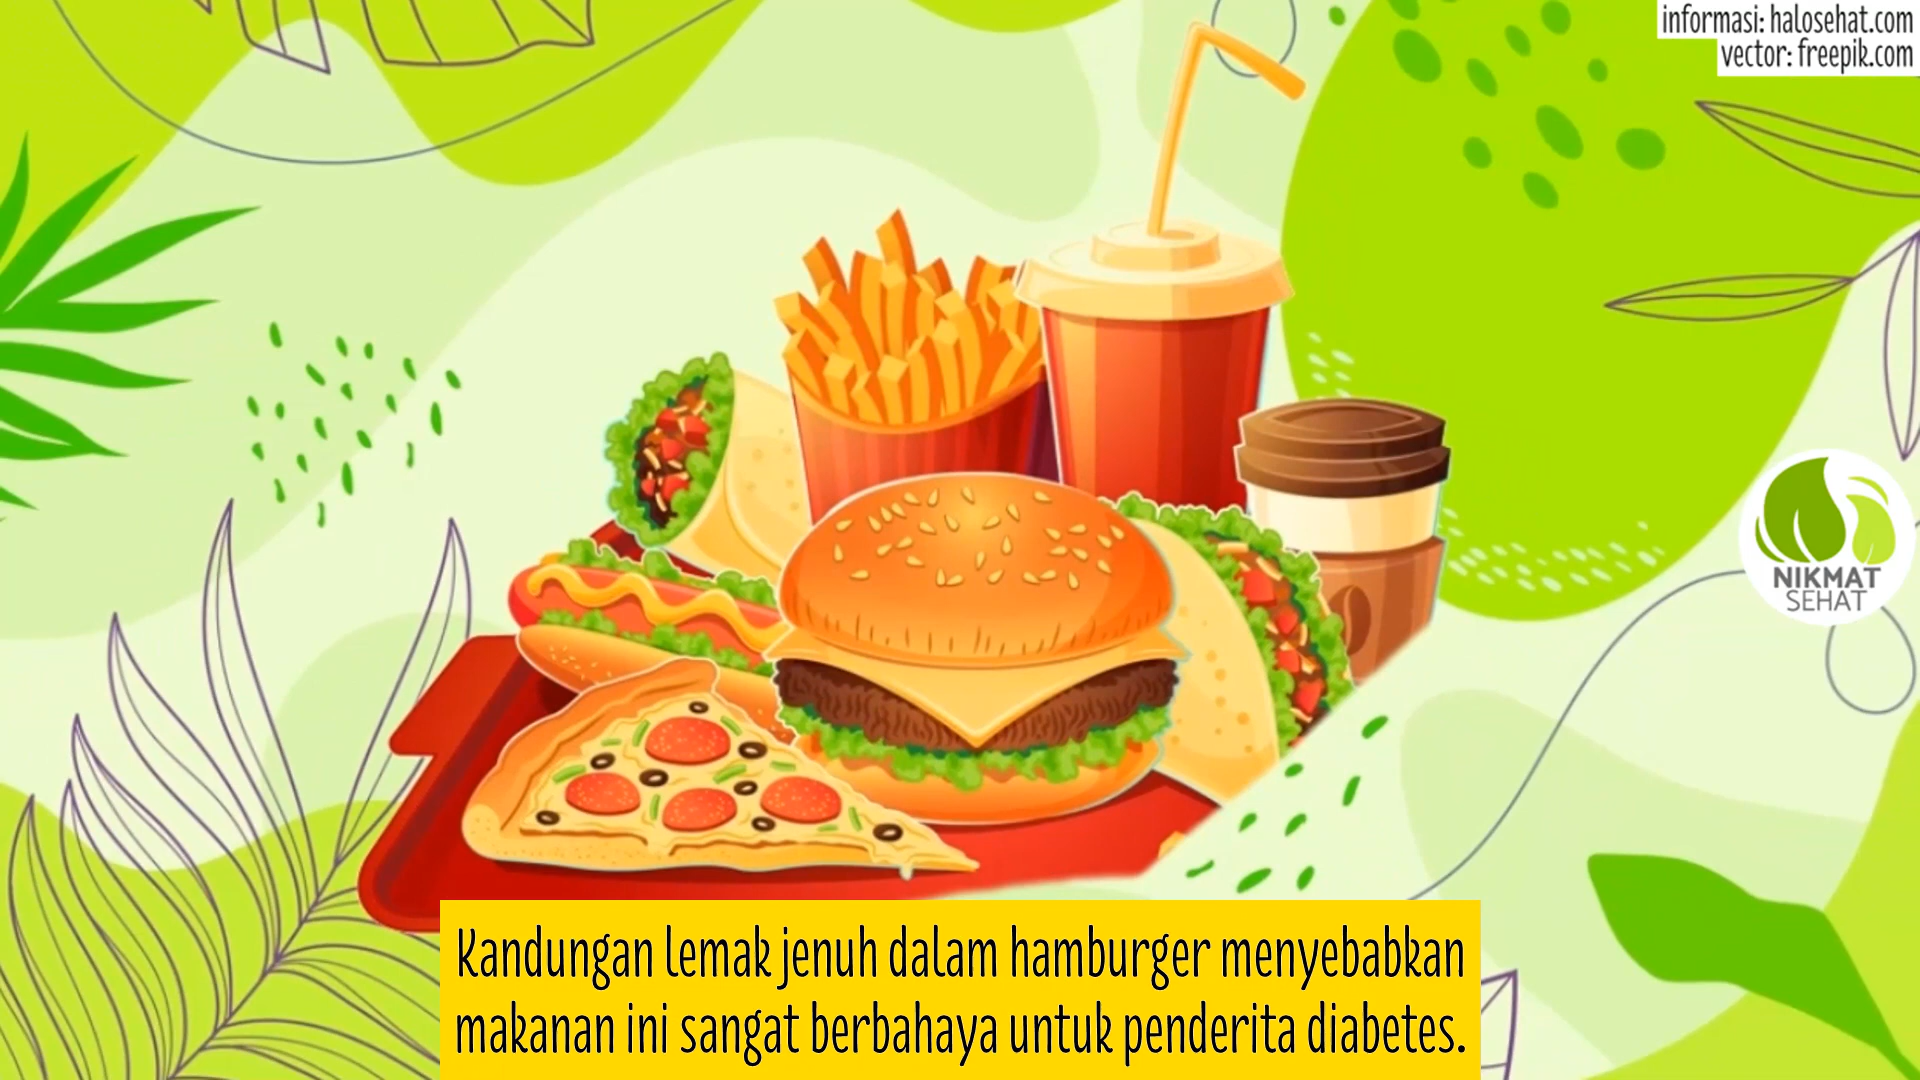 informasi: halosehat.com
vector: freepik.com
NIKMAT
SEHAT
Kandungan lemak jenuh dalam hamburger menyebabkan
makanan ini sangat berbahaya untuk penderita diabetes.